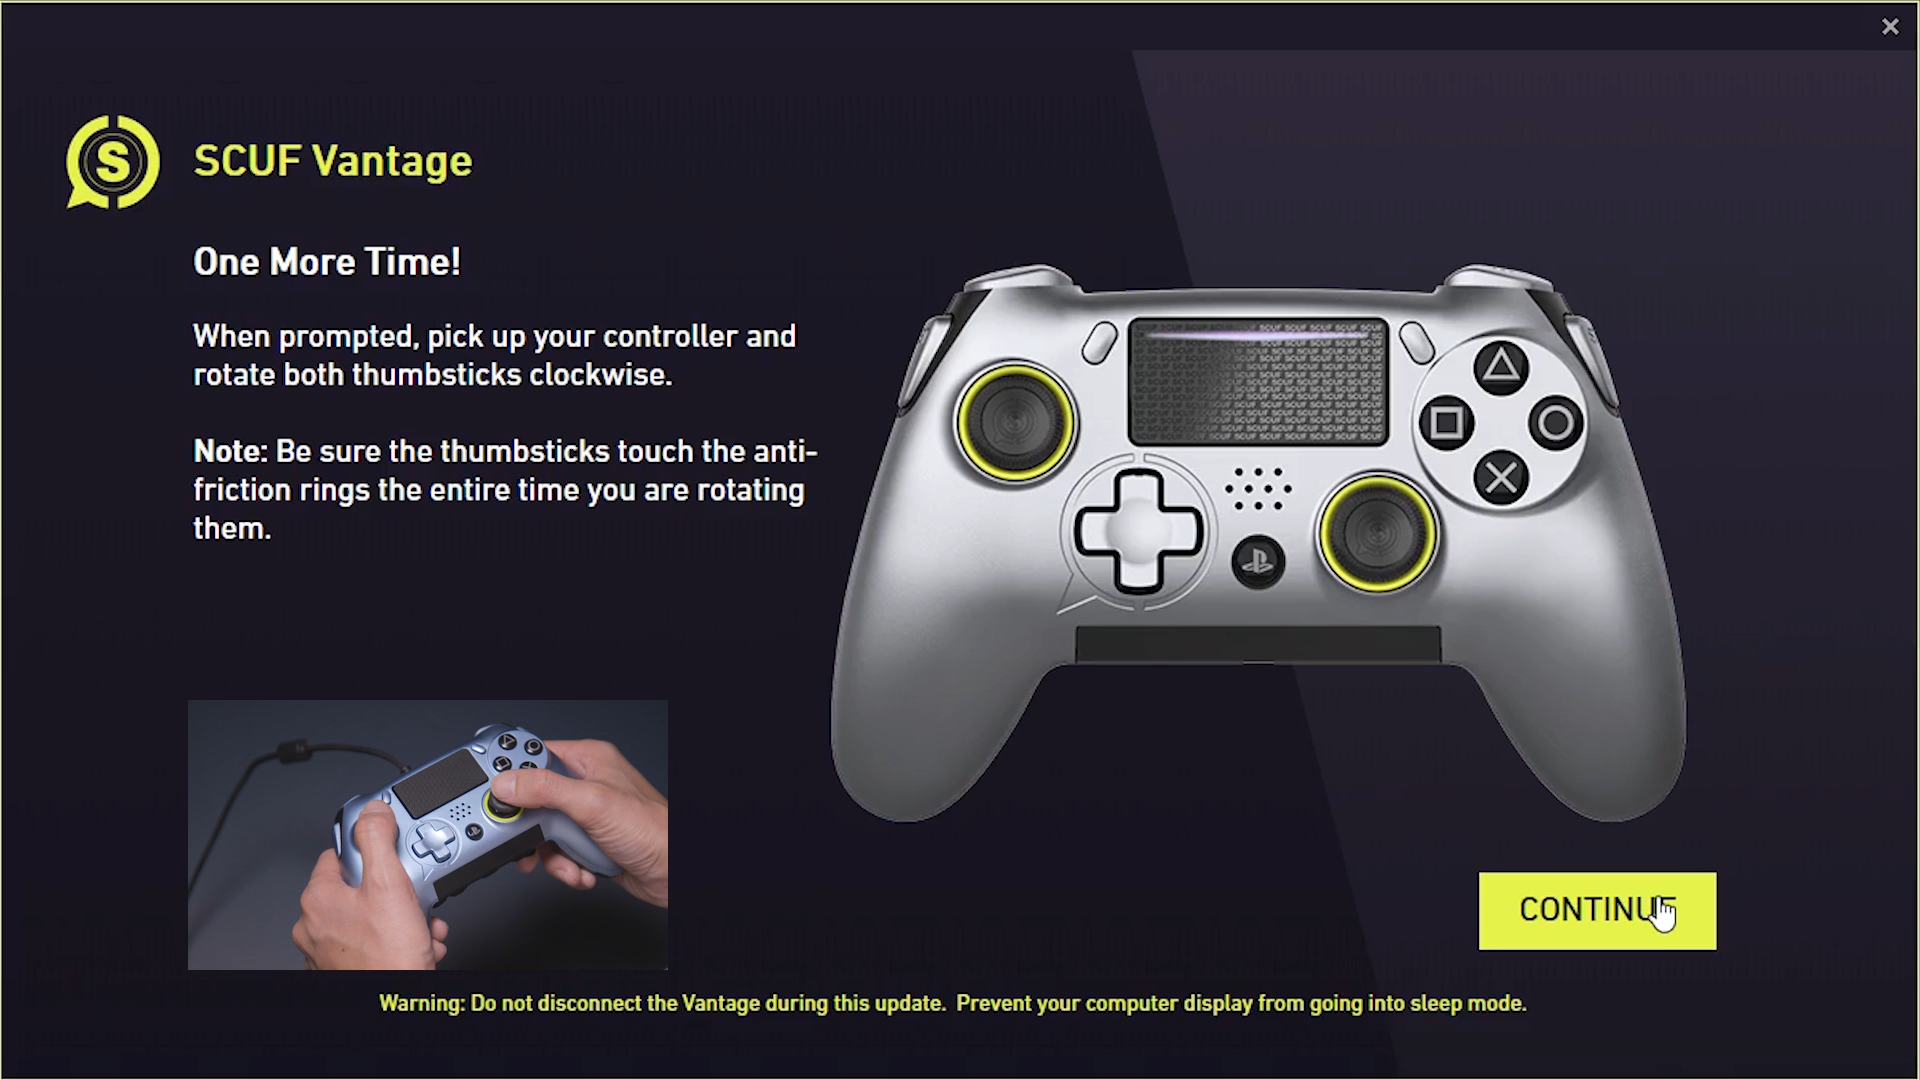 S
SCUF Vantage
One More Time!
When prompted, pick up your controller and
rotate both thumbsticks clockwise.
Note: Be sure the thumbsticks touch the anti-
friction rings the entire time you are rotating
them.
CONTINUE
Warning: Do not disconnect the Vantage during this update. Prevent your computer display from going into sleep mode.